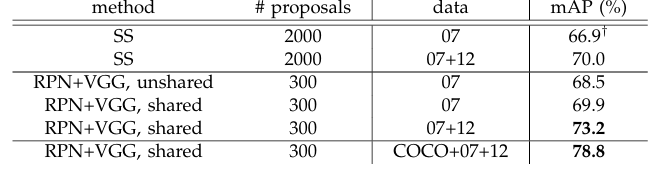 method # proposals data mAP (%)
SS 2000 07 66.9†
SS 2000 07+12 70.0
RPN+VGG, unshared 300 07 68.5
RPN+VGG, shared 300 07 69.9
RPN+VGG, shared 300 07+12 73.2
RPN+VGG, shared 300 COCO+07+12 78.8